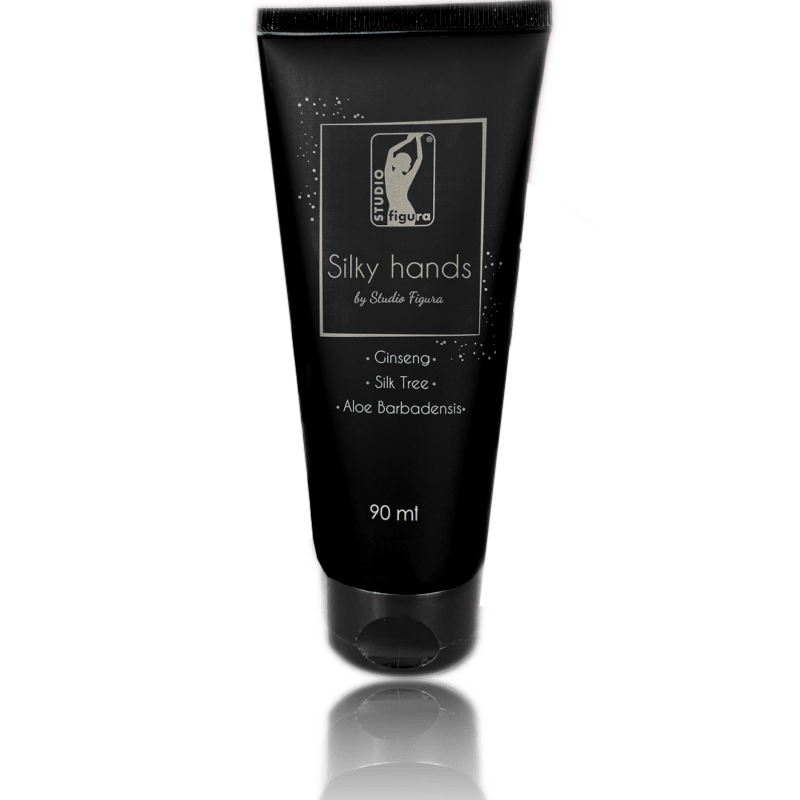 STUDIO
figura®
Silky hands
by Studio Figura
• Ginseng •
• Silk Tree •
• Aloe Barbadensis •
90 ml